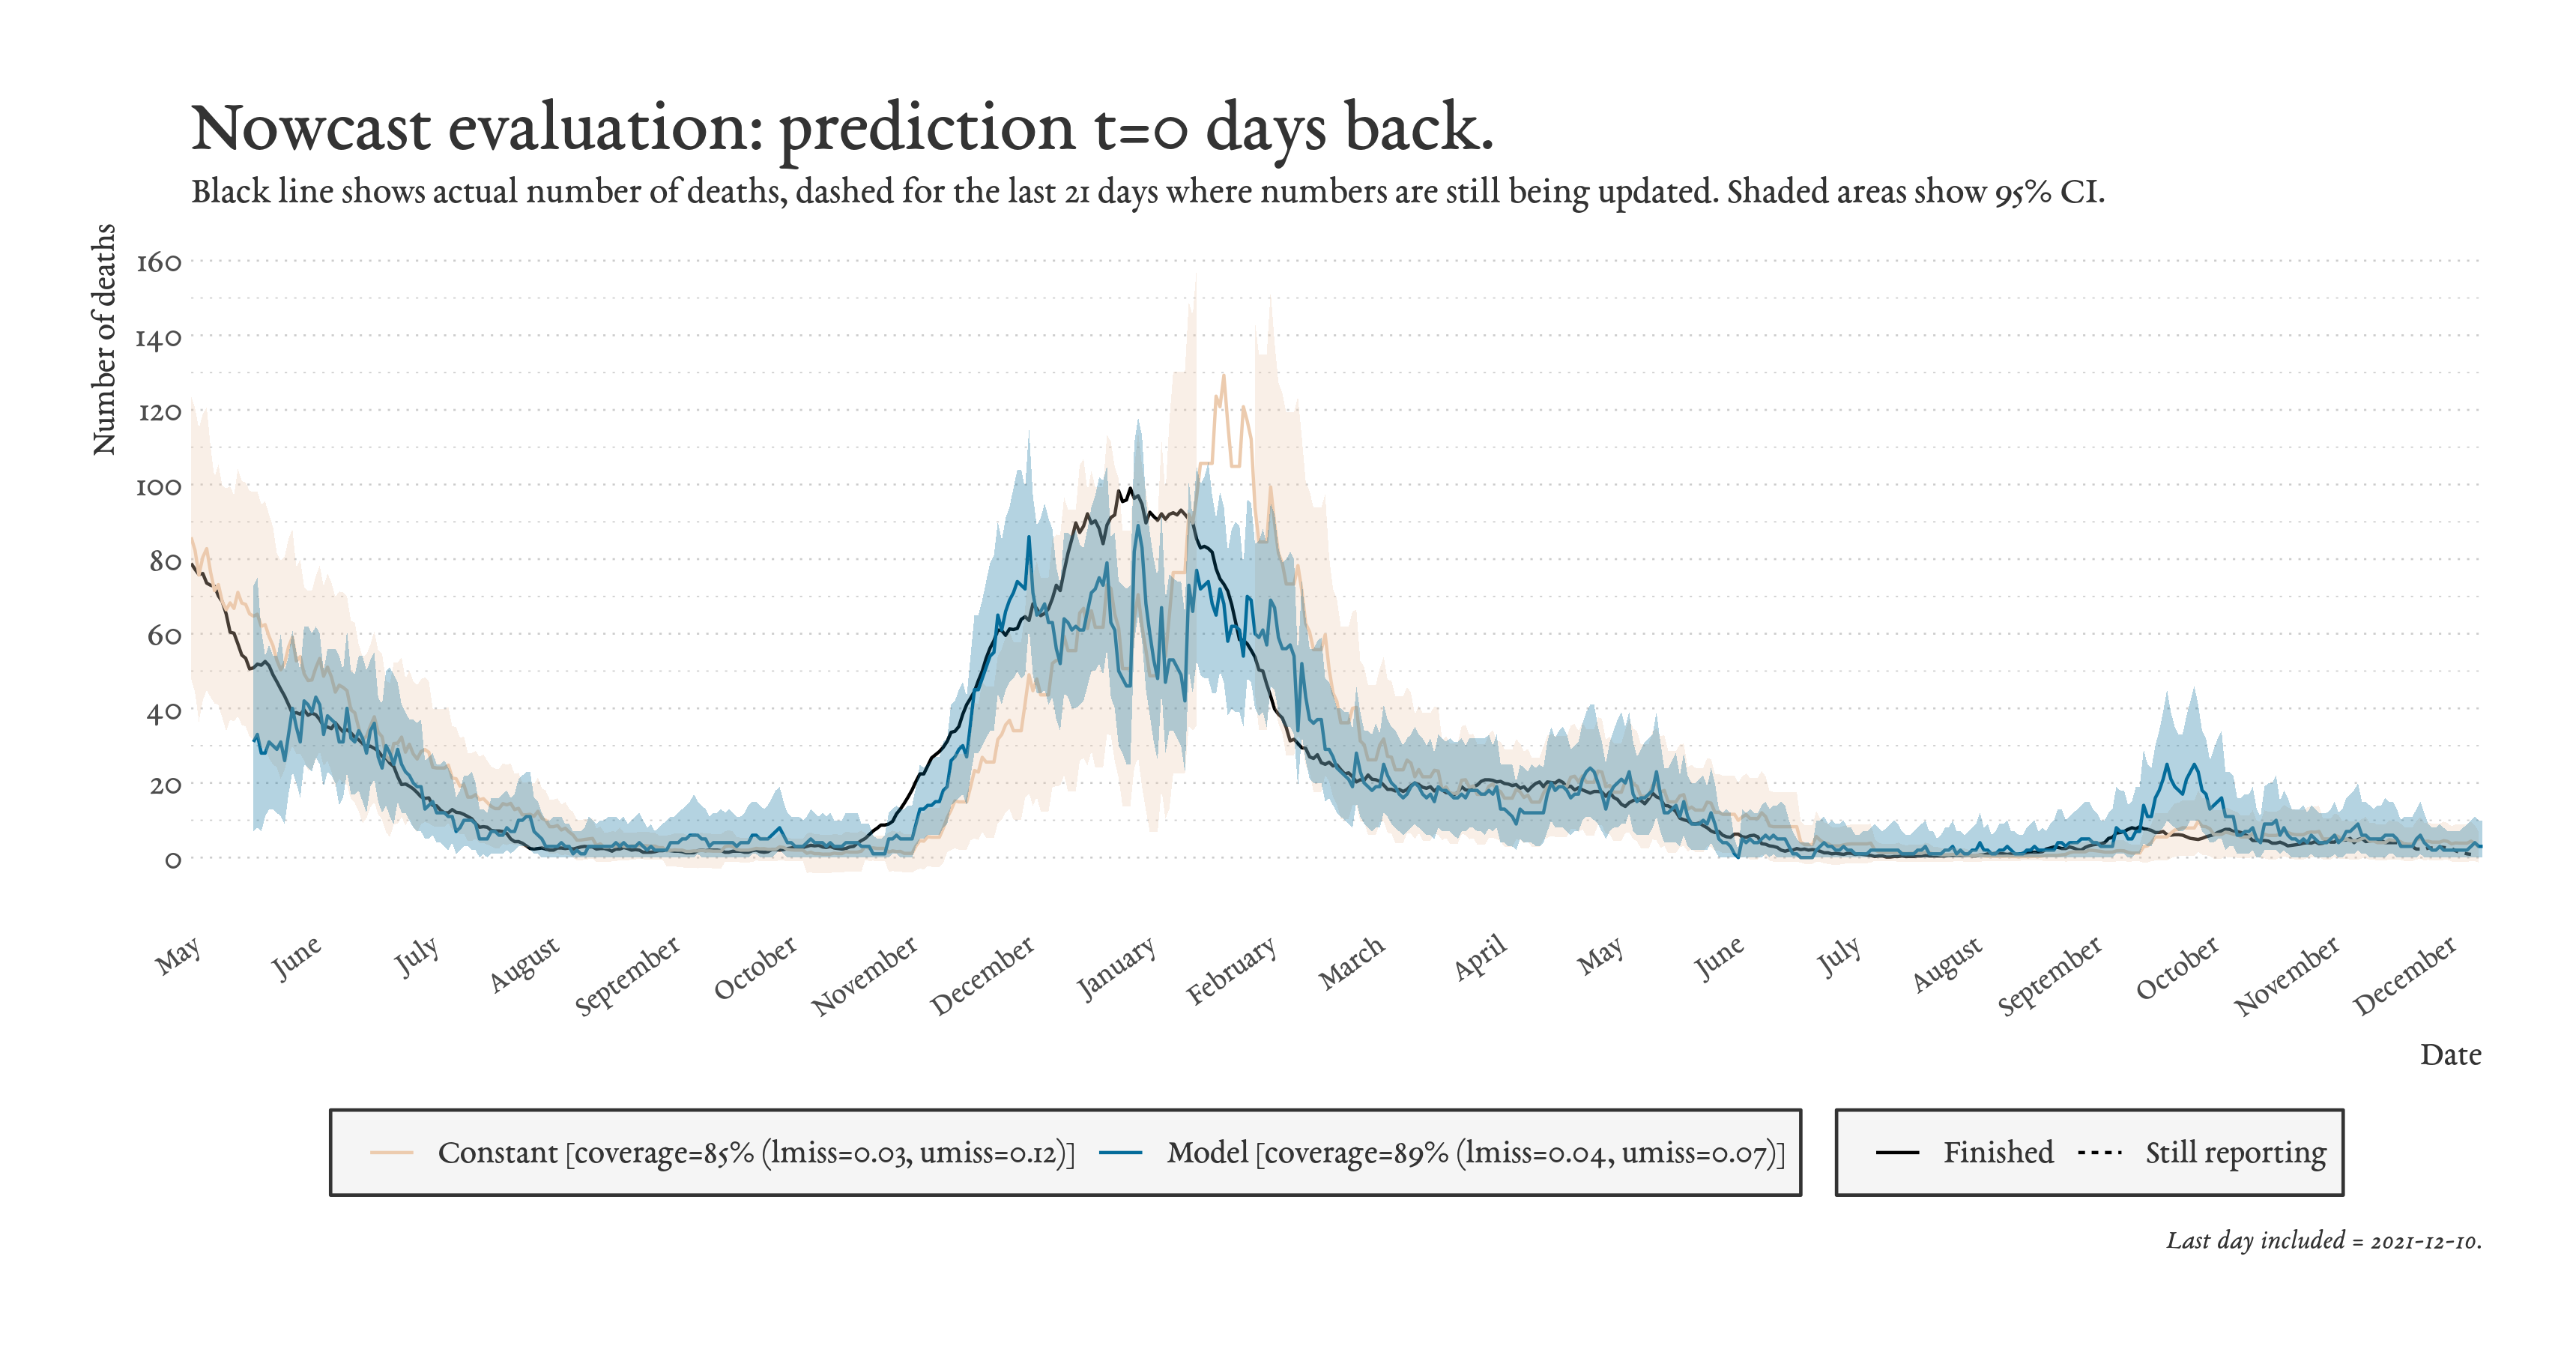 Nowcast evaluation: prediction t=0 days back.
Black line shows actual number of deaths, dashed for the last 21 days where numbers are still being updated. Shaded areas show 95% CI.
Number of deaths
160
140
120
100
80
60
40
20
0
May June July August September October November December January February March April May June July August September October November December
Date
Constant [coverage=85% (lmiss=0.03, umiss=0.12)] Model [coverage=89% (lmiss=0.04, umiss=0.07)] Finished Still reporting
Last day included = 2021-12-10.